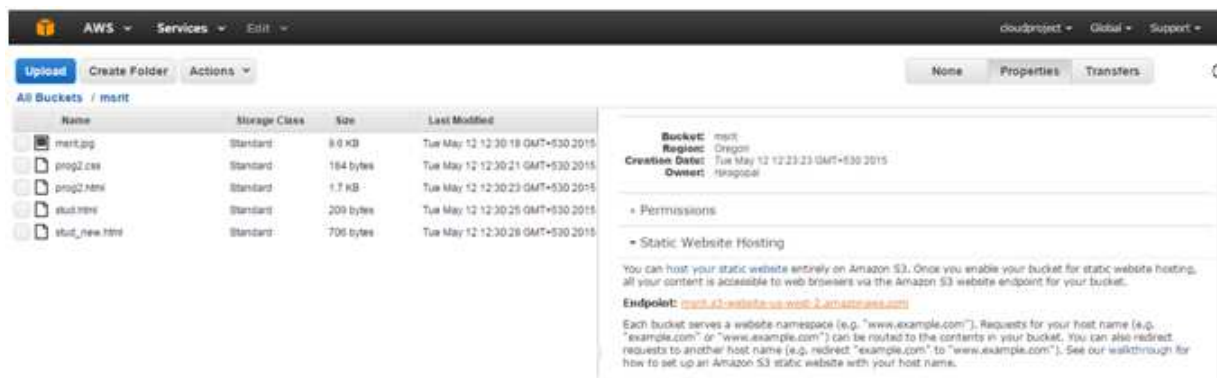 AWS Services Edit cloudproject Global Support
Upload Create Folder Actions None Properties Transfers
All Buckets / msrit
Name Storage Class Size Last Modified
msrit.jpg Standard 9.6 KB Tue May 12 12:30:18 GMT+530 2015
prog2.css Standard 164 bytes Tue May 12 12:30:21 GMT+530 2015
prog2.html Standard 1.7 KB Tue May 12 12:30:23 GMT+530 2015
stud.html Standard 209 bytes Tue May 12 12:30:25 GMT+530 2015
stud_new.html Standard 706 bytes Tue May 12 12:30:28 GMT+530 2015
Bucket: msrit
Region: Oregon
Creation Date: Tue May 12 12:23:23 GMT+530 2015
Owner:
Permissions
Static Website Hosting
You can host your static website entirely on Amazon S3. Once you enable your bucket for static website hosting,
all your content is accessible to web browsers via the Amazon S3 website endpoint for your bucket.
Endpoint: msrit.s3-website-us-west-2.amazonaws.com
Each bucket serves a website namespace (e.g. "www.example.com"). Requests for your host name (e.g.
"example.com" or "www.example.com") can be routed to the contents in your bucket. You can also redirect
requests to another host name (e.g. redirect "example.com" to "www.example.com"). See our walkthrough for
how to set up an Amazon S3 static website with your host name.